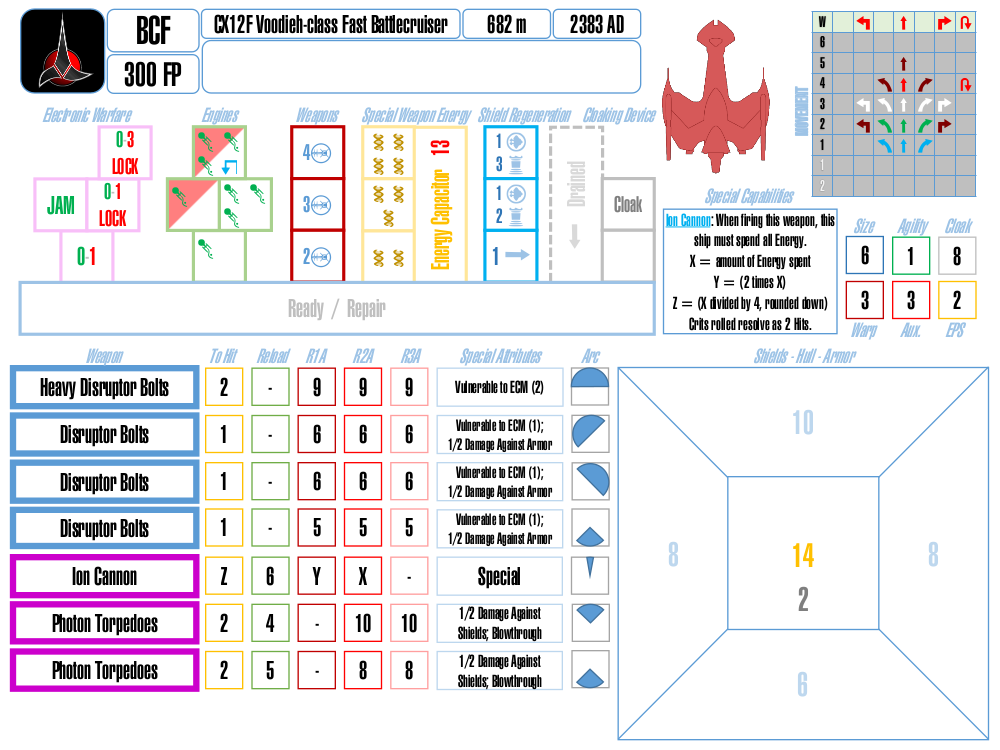 BCF
CX12F Voodieh-class Fast Battlecruiser
682 m
2383 AD
300 FP
Electronic Warfare
Engines
Weapons
Special Weapon Energy
Shield Regeneration
Cloaking Device
0-3
LOCK
JAM
0-1
LOCK
0-1
4
3
2
13
Energy Capacitor
1
3
1
2
1
Drained
Cloak
Ready / Repair
MOVEMENT
W
6
5
4
3
2
1
1
2
Special Capabilities
Ion Cannon: When firing this weapon, this
ship must spend all Energy.
X = amount of Energy spent
Y = (2 times X)
Z = (X divided by 4, rounded down)
Crits rolled resolve as 2 Hits.
Size Agility Cloak
6 1 8
3 3 2
Warp Aux. EPS
Weapon To Hit Reload R1A R2A R3A Special Attributes Arc
Heavy Disruptor Bolts 2 - 9 9 9 Vulnerable to ECM (2)
Disruptor Bolts 1 - 6 6 6 Vulnerable to ECM (1);
1/2 Damage Against Armor
Disruptor Bolts 1 - 6 6 6 Vulnerable to ECM (1);
1/2 Damage Against Armor
Disruptor Bolts 1 - 5 5 5 Vulnerable to ECM (1);
1/2 Damage Against Armor
Ion Cannon Z 6 Y X - Special
Photon Torpedoes 2 4 - 10 10 1/2 Damage Against
Shields; Blowthrough
Photon Torpedoes 2 5 - 8 8 1/2 Damage Against
Shields; Blowthrough
Shields - Hull - Armor
10
8
14
8
2
6